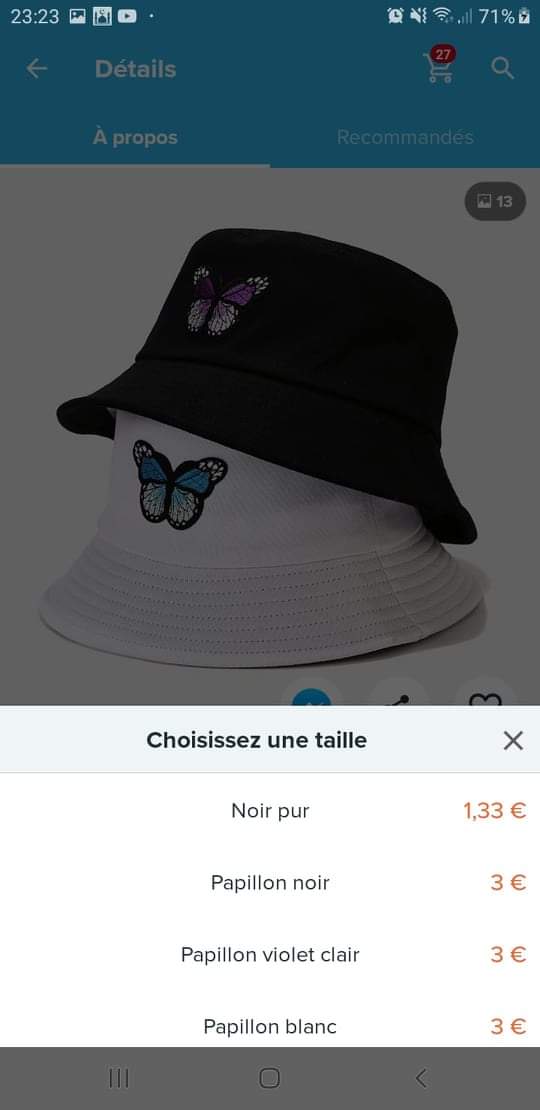 23:23 71%
Détails 27
À propos Recommandés
13
Choisissez une taille
Noir pur 1,33 €
Papillon noir 3 €
Papillon violet clair 3 €
Papillon blanc 3 €